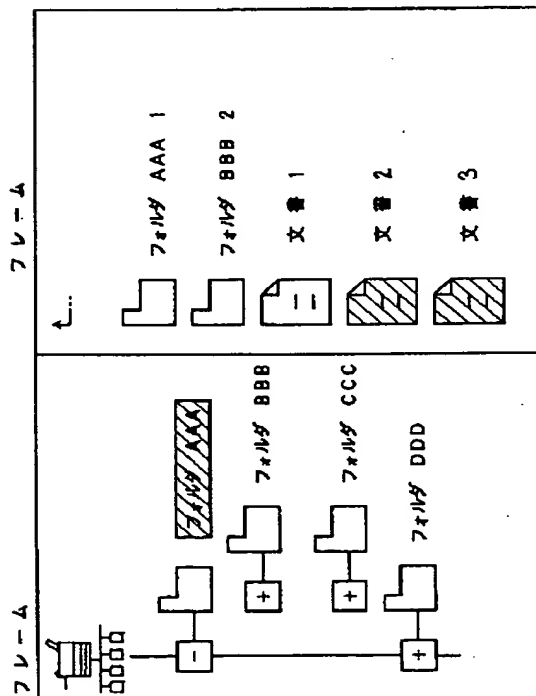 フレーム
フォルダ AAA
フォルダ BBB
フォルダ CCC
フォルダ DDD
フレーム
フォルダ AAA 1
フォルダ BBB 2
文書 1
文書 2
文書 3